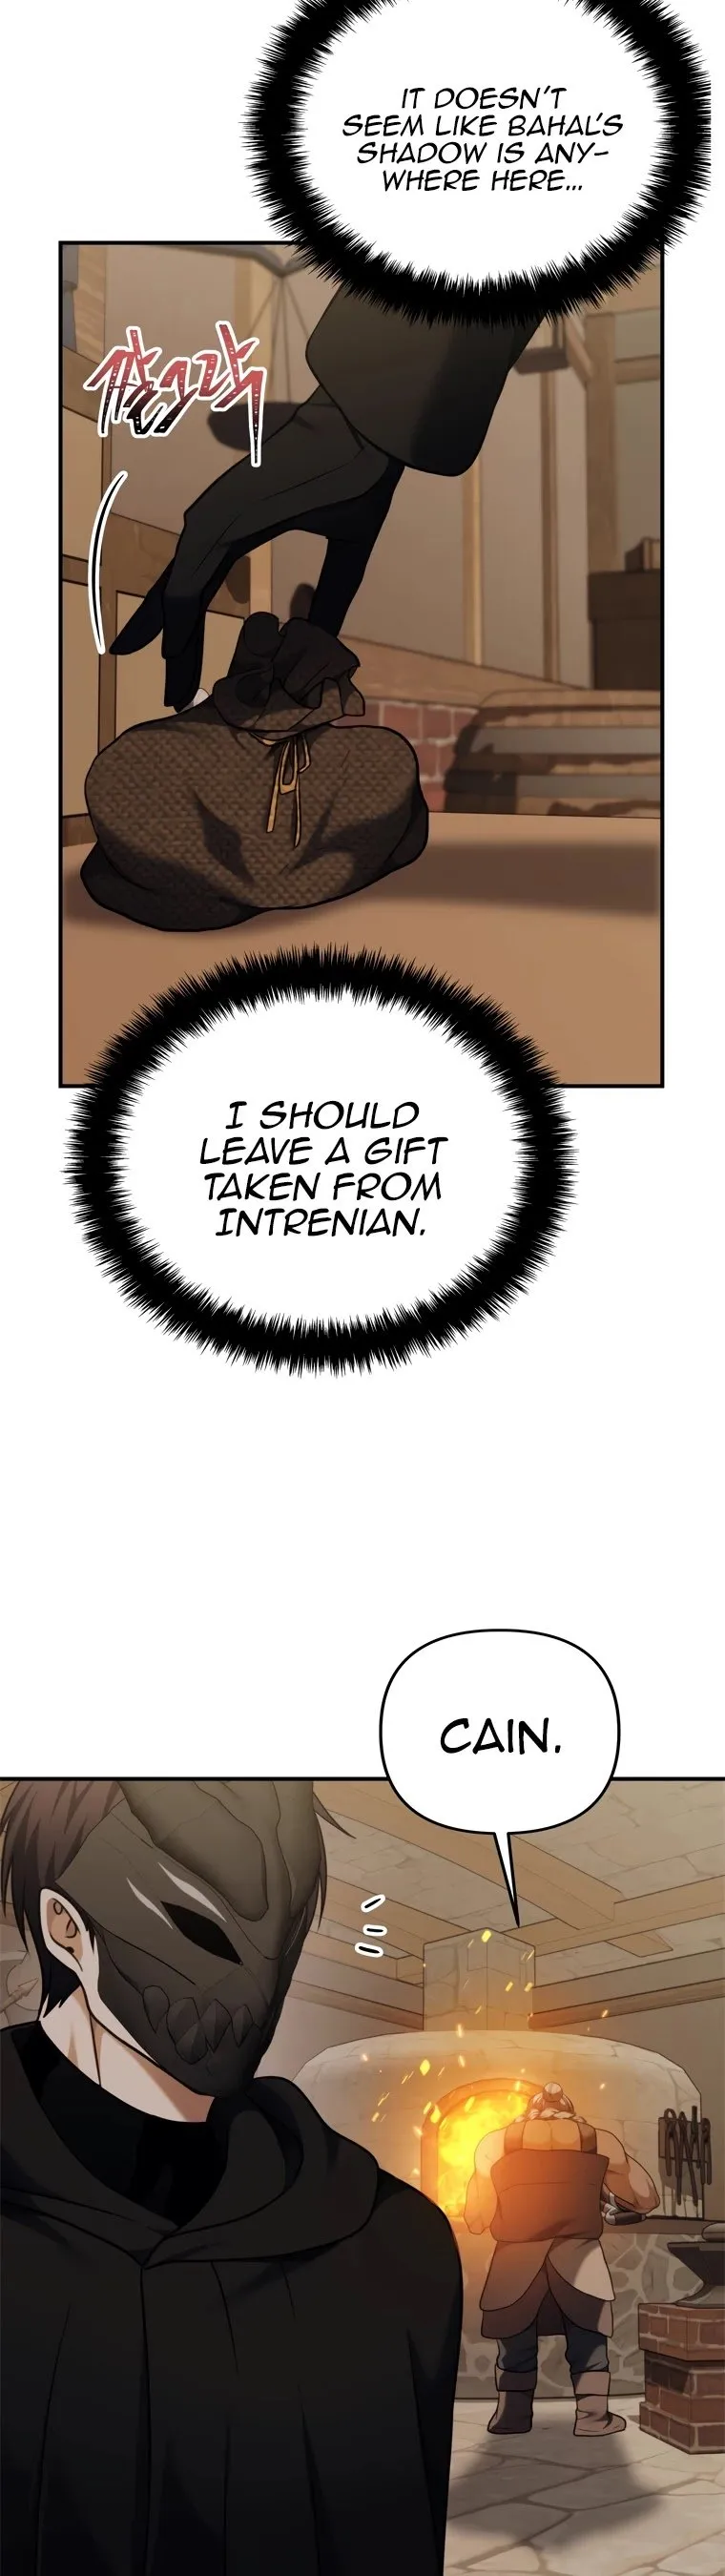 IT DOESN'T
SEEM LIKE BAHAL'S
SHADOW IS ANY-
WHERE HERE...
I SHOULD
LEAVE A GIFT
TAKEN FROM
INTRENIAN.
CAIN.